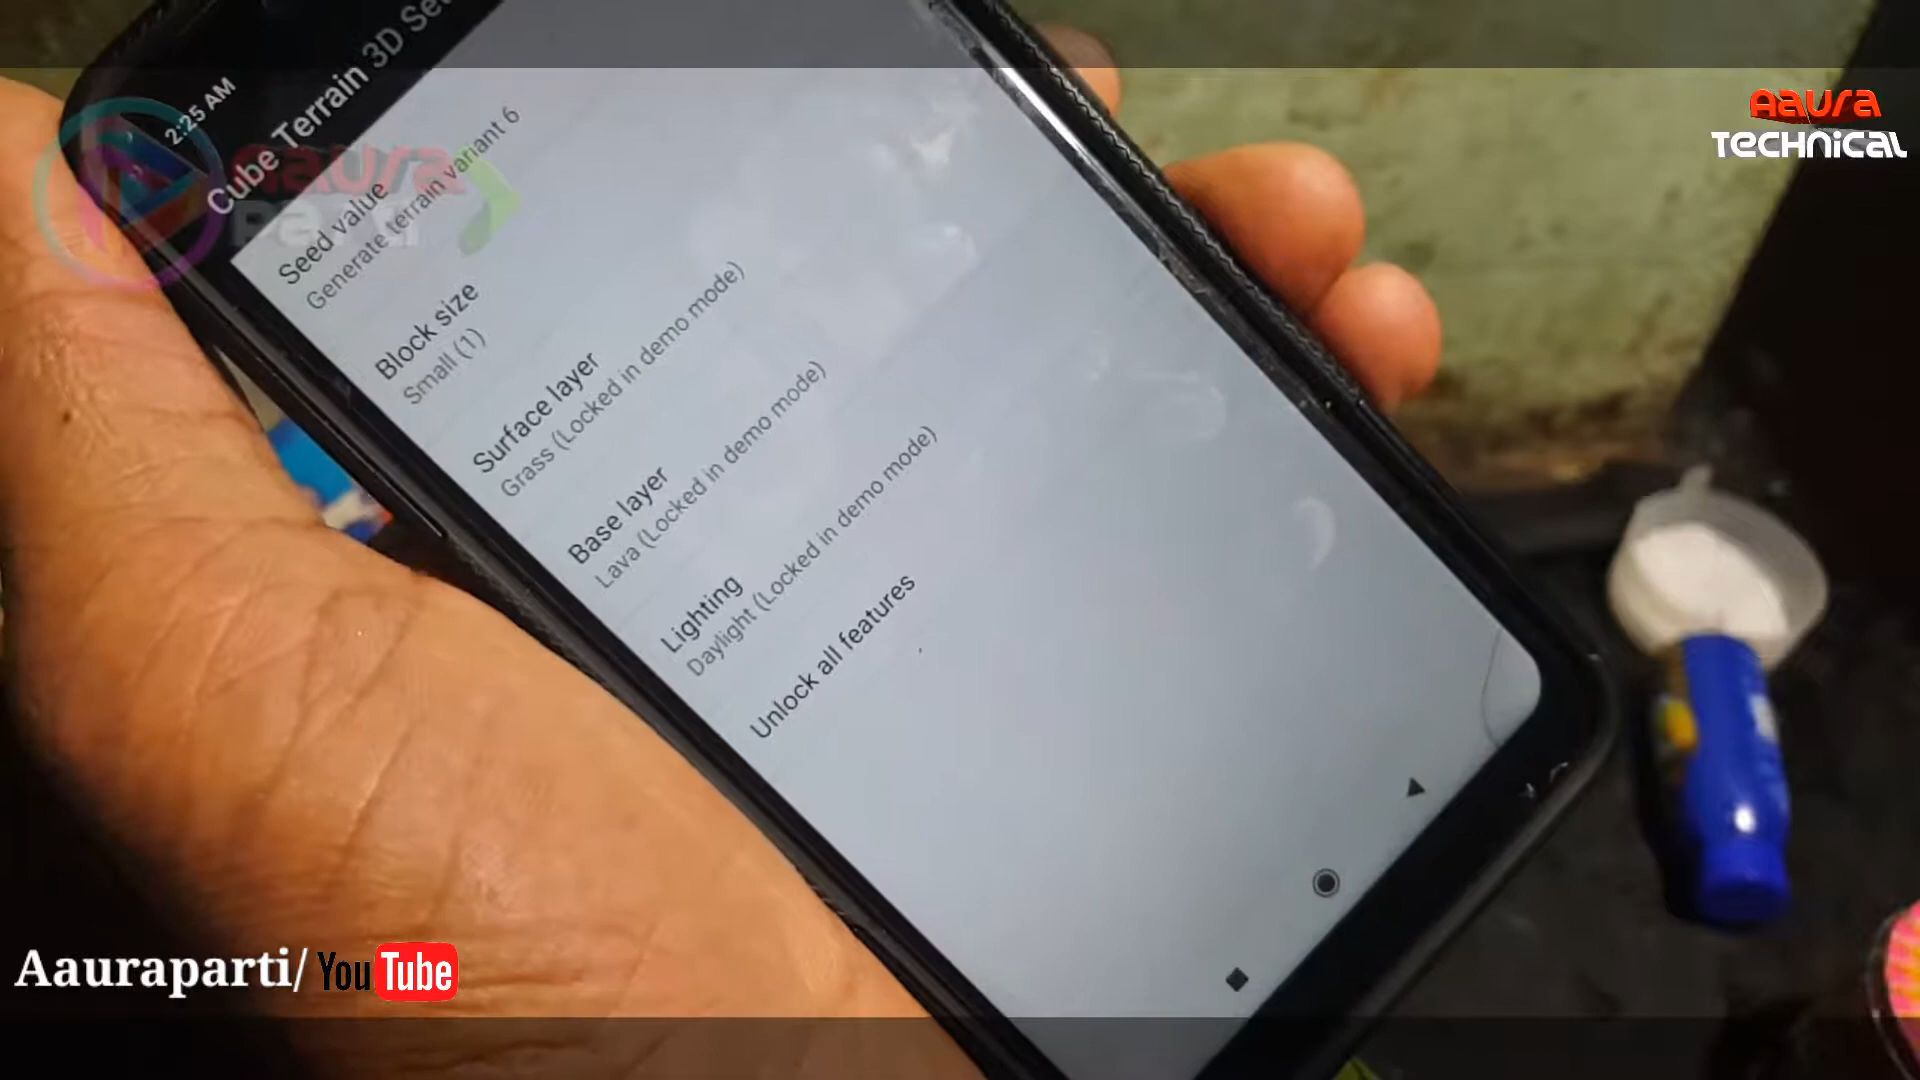 2:25 AM
Cube Terrain 3D
Seed value
Generate terrain variant 6
Block size
Small (1)
Surface layer
Grass (Locked in demo mode)
Base layer
Lava (Locked in demo mode)
Lighting
Daylight (Locked in demo mode)
Unlock all features
Aaura
Parti
Aaura
Technical
Aauraparti/ YouTube